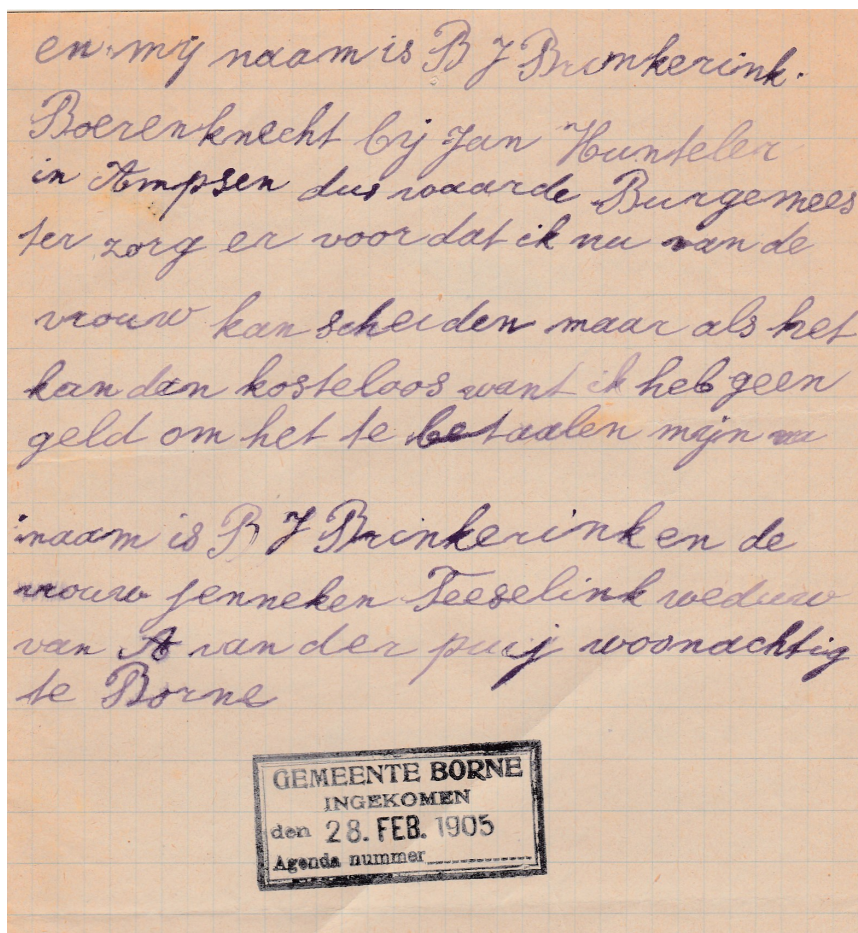 en mij naam is B J Brinkerink.
Boerenknecht bij Jan Hunteler
in Ampsen dus waarde Burgemees
ter zorg er voor dat ik nu van de
vrouw kan scheiden maar als het
kan dan kosteloos want ik heb geen
geld om het te betaalen mijn
naam is B J Brinkerink en de
vrouw Jenneken Teeselink weduw
van A van der puij woonachtig
te Borne
GEMEENTE BORNE
INGEKOMEN
den 28. FEB. 1905
Agenda nummer